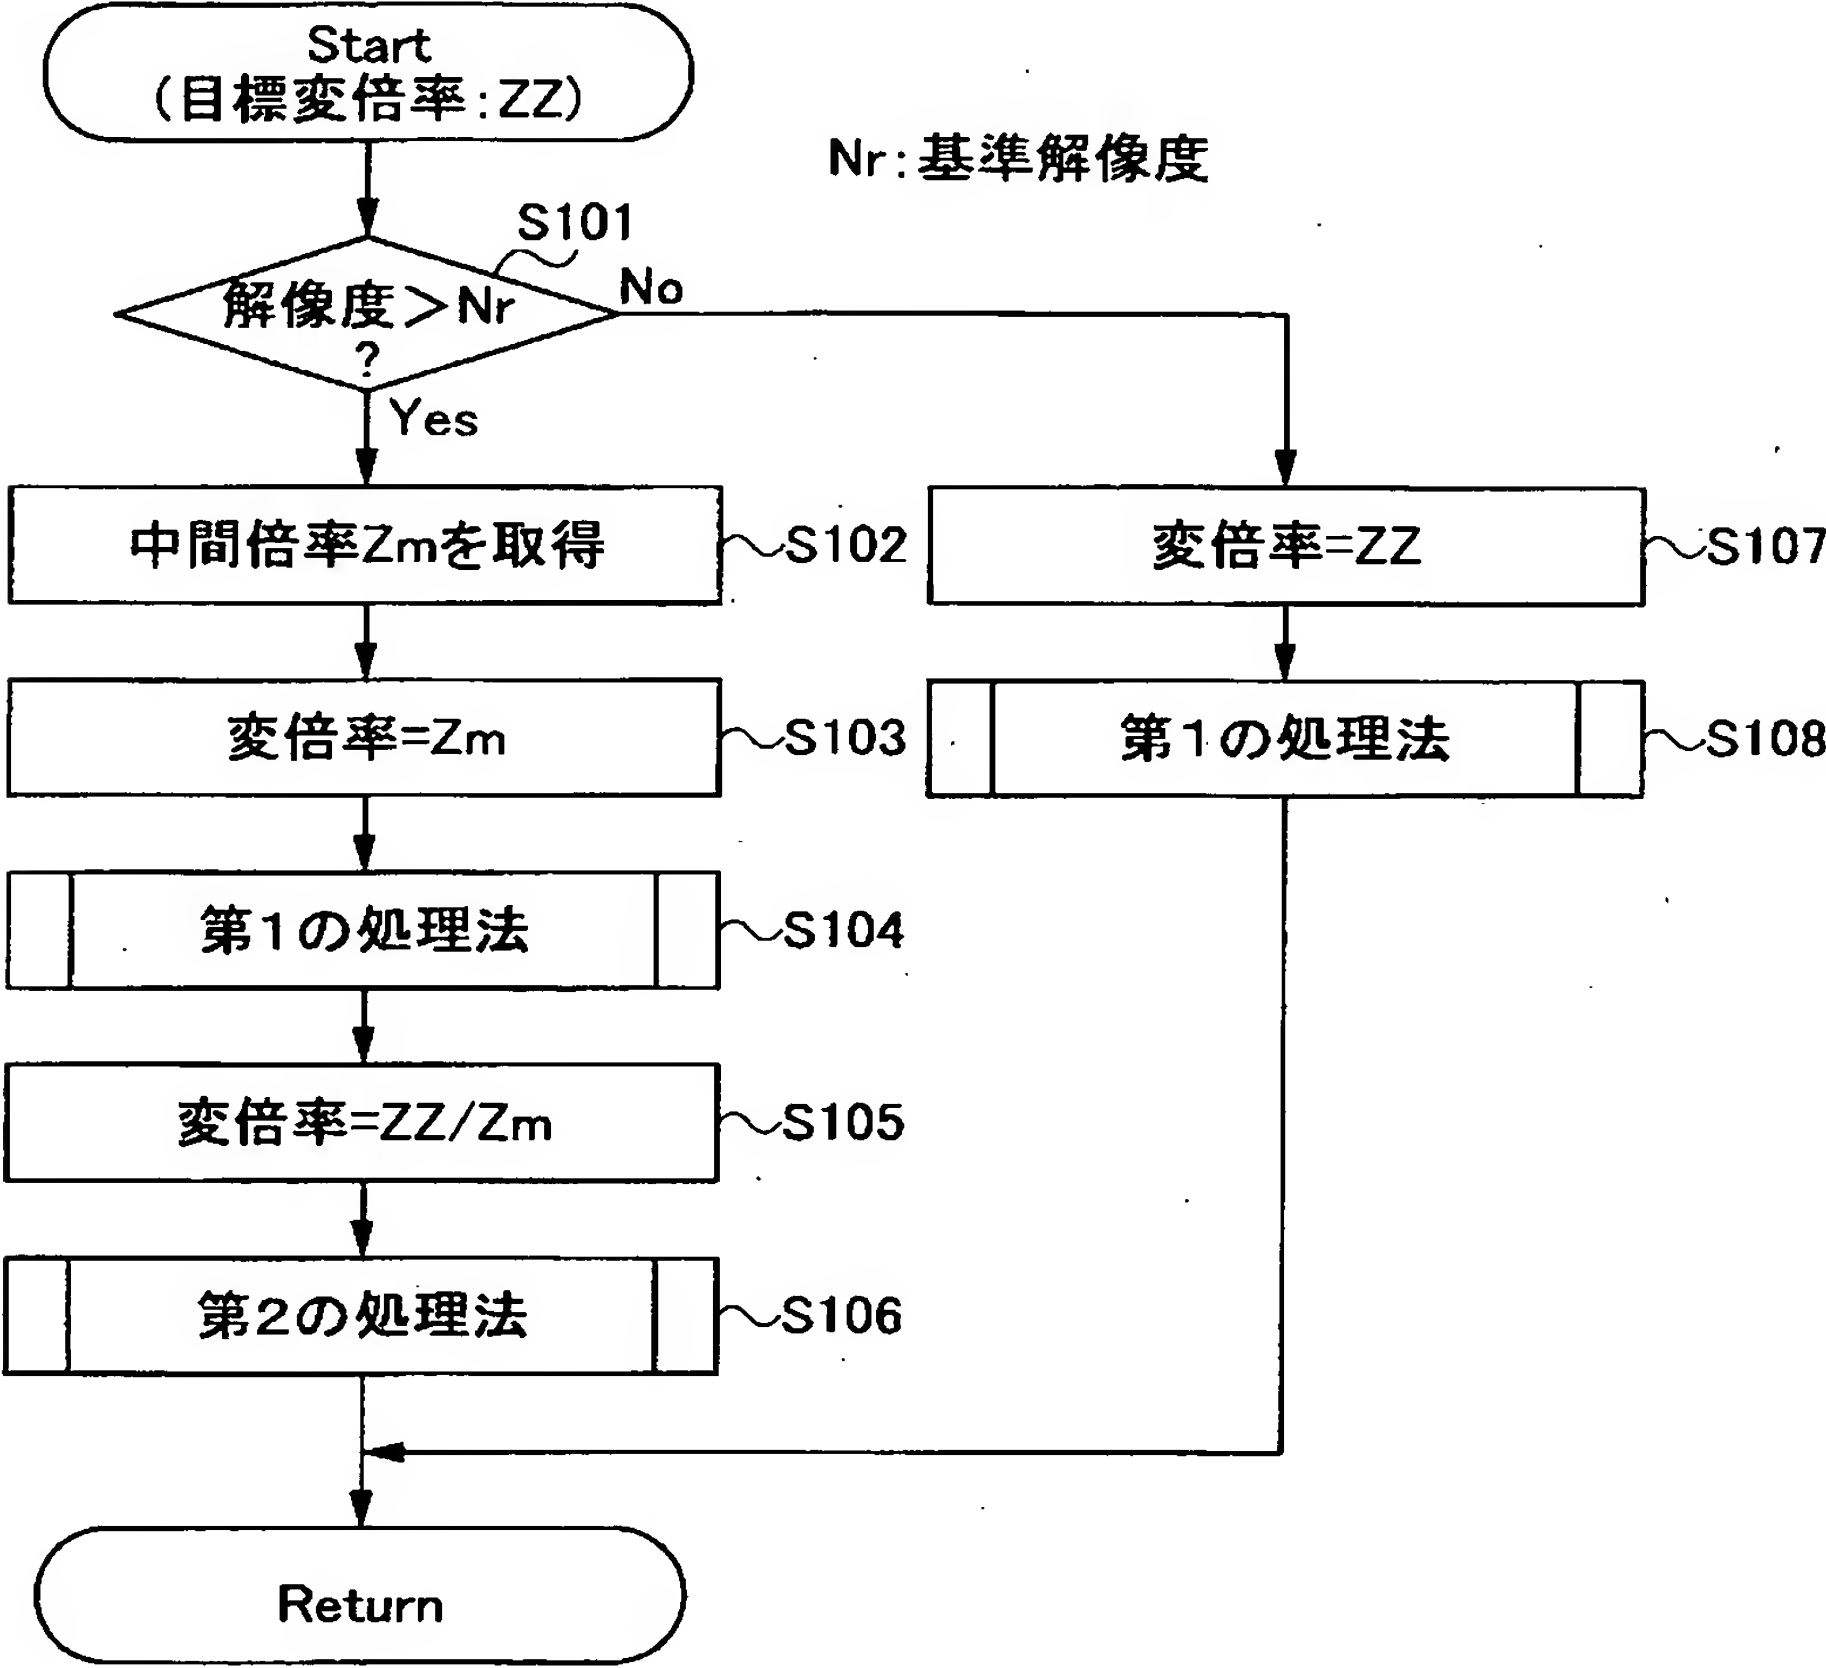 Start
(目標変倍率:ZZ)
Nr:基準解像度
S101
解像度＞Nr
?
No
Yes
中間倍率Zmを取得
S102
変倍率=ZZ
S107
変倍率=Zm
S103
第1の処理法
S108
第1の処理法
S104
変倍率=ZZ/Zm
S105
第2の処理法
S106
Return